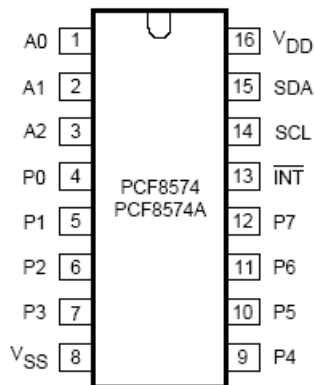 A0 1 16 VDD
A1 2 15 SDA
A2 3 14 SCL
P0 4 13 I̅N̅T̅
PCF8574
PCF8574A
P1 5 12 P7
P2 6 11 P6
P3 7 10 P5
VSS 8 9 P4